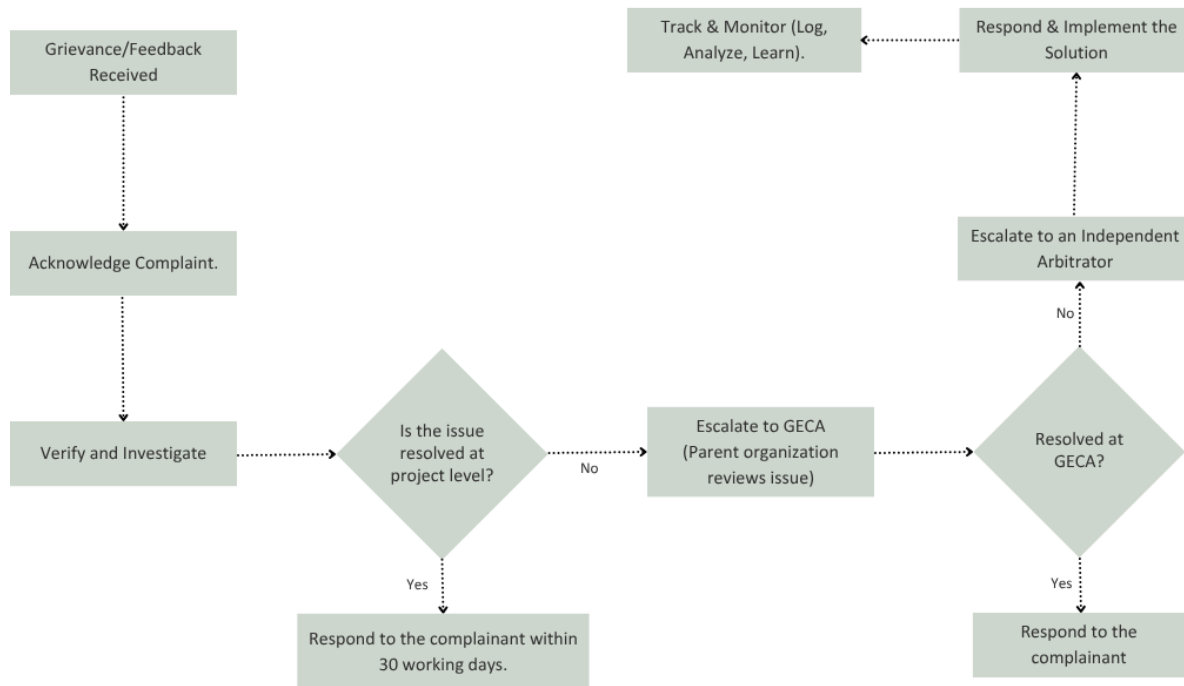 Grievance/Feedback
Received
Acknowledge Complaint.
Verify and Investigate
Is the issue
resolved at
project level?
Yes
Respond to the complainant within
30 working days.
No
Escalate to GECA
(Parent organization
reviews issue)
Resolved at
GECA?
Yes
Respond to the
complainant
No
Escalate to an Independent
Arbitrator
Respond & Implement the
Solution
Track & Monitor (Log,
Analyze, Learn).